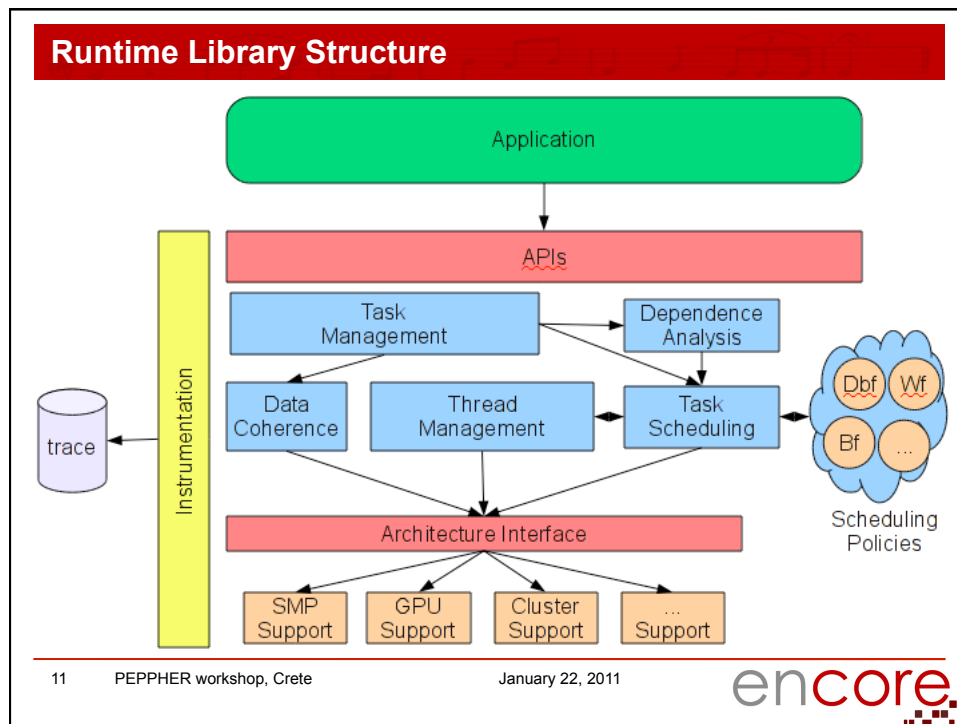 Runtime Library Structure
Application
APIs
Task
Management
Dependence
Analysis
Dbf
Wf
Bf
...
Scheduling
Policies
Data
Coherence
Thread
Management
Task
Scheduling
trace
Instrumentation
Architecture Interface
SMP
Support
GPU
Support
Cluster
Support
...
Support
11 PEPPHER workshop, Crete January 22, 2011
encore